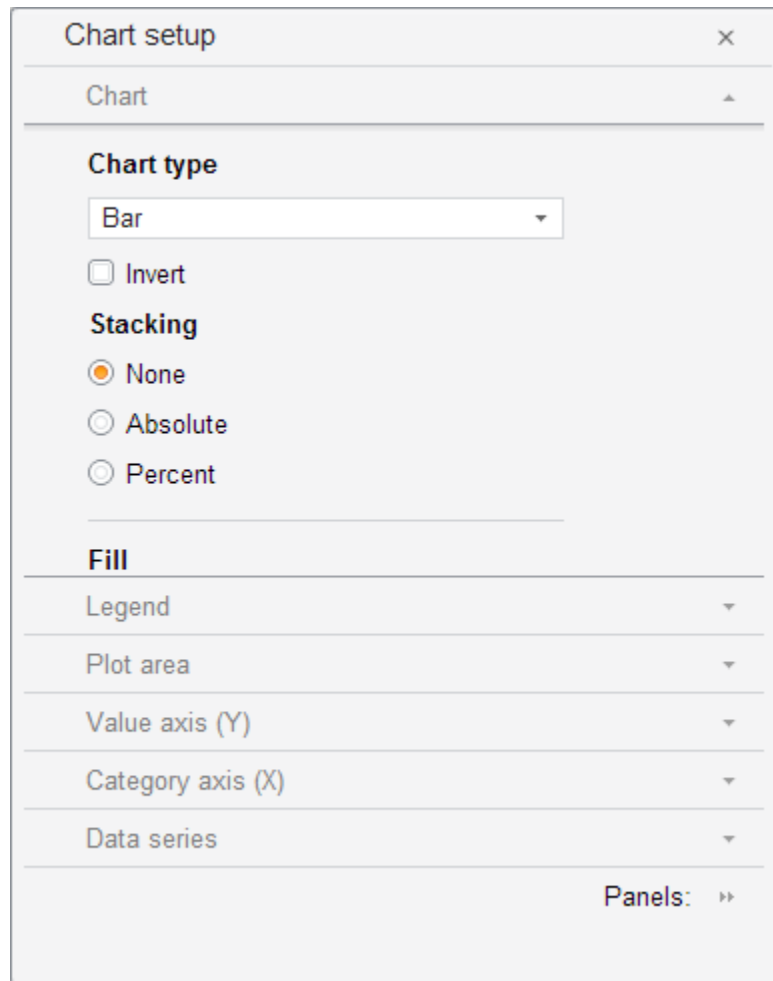 Chart setup
Chart
Chart type
Bar
Invert
Stacking
None
Absolute
Percent
Fill
Legend
Plot area
Value axis (Y)
Category axis (X)
Data series
Panels: